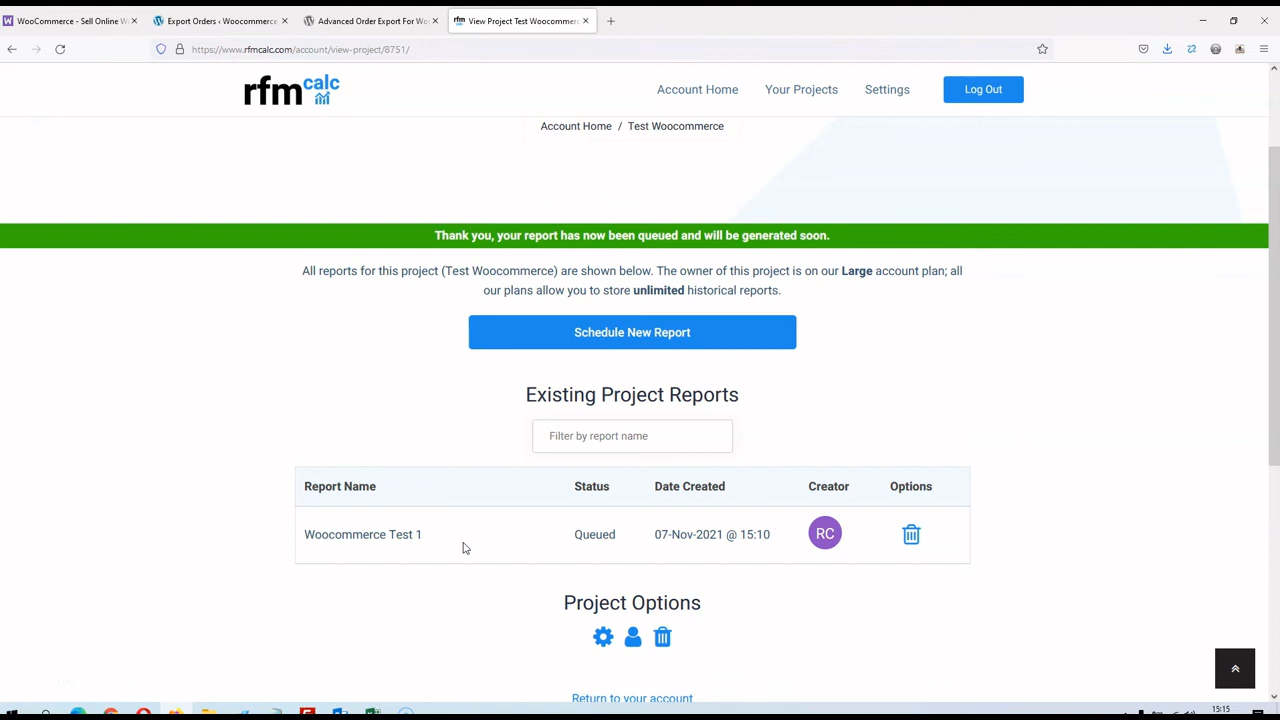 WooCommerce - Sell Online W
Export Orders ‹ Woocommerce
Advanced Order Export For Wo
View Project Test Woocommerc
https://www.rfmcalc.com/account/view-project/8751/
rfmcalc
Account Home
Your Projects
Settings
Log Out
Account Home / Test Woocommerce
Thank you, your report has now been queued and will be generated soon.
All reports for this project (Test Woocommerce) are shown below. The owner of this project is on our Large account plan; all
our plans allow you to store unlimited historical reports.
Schedule New Report
Existing Project Reports
Filter by report name
Report Name Status Date Created Creator Options
Woocommerce Test 1 Queued 07-Nov-2021 @ 15:10 RC
Project Options
Return to your account
15:15